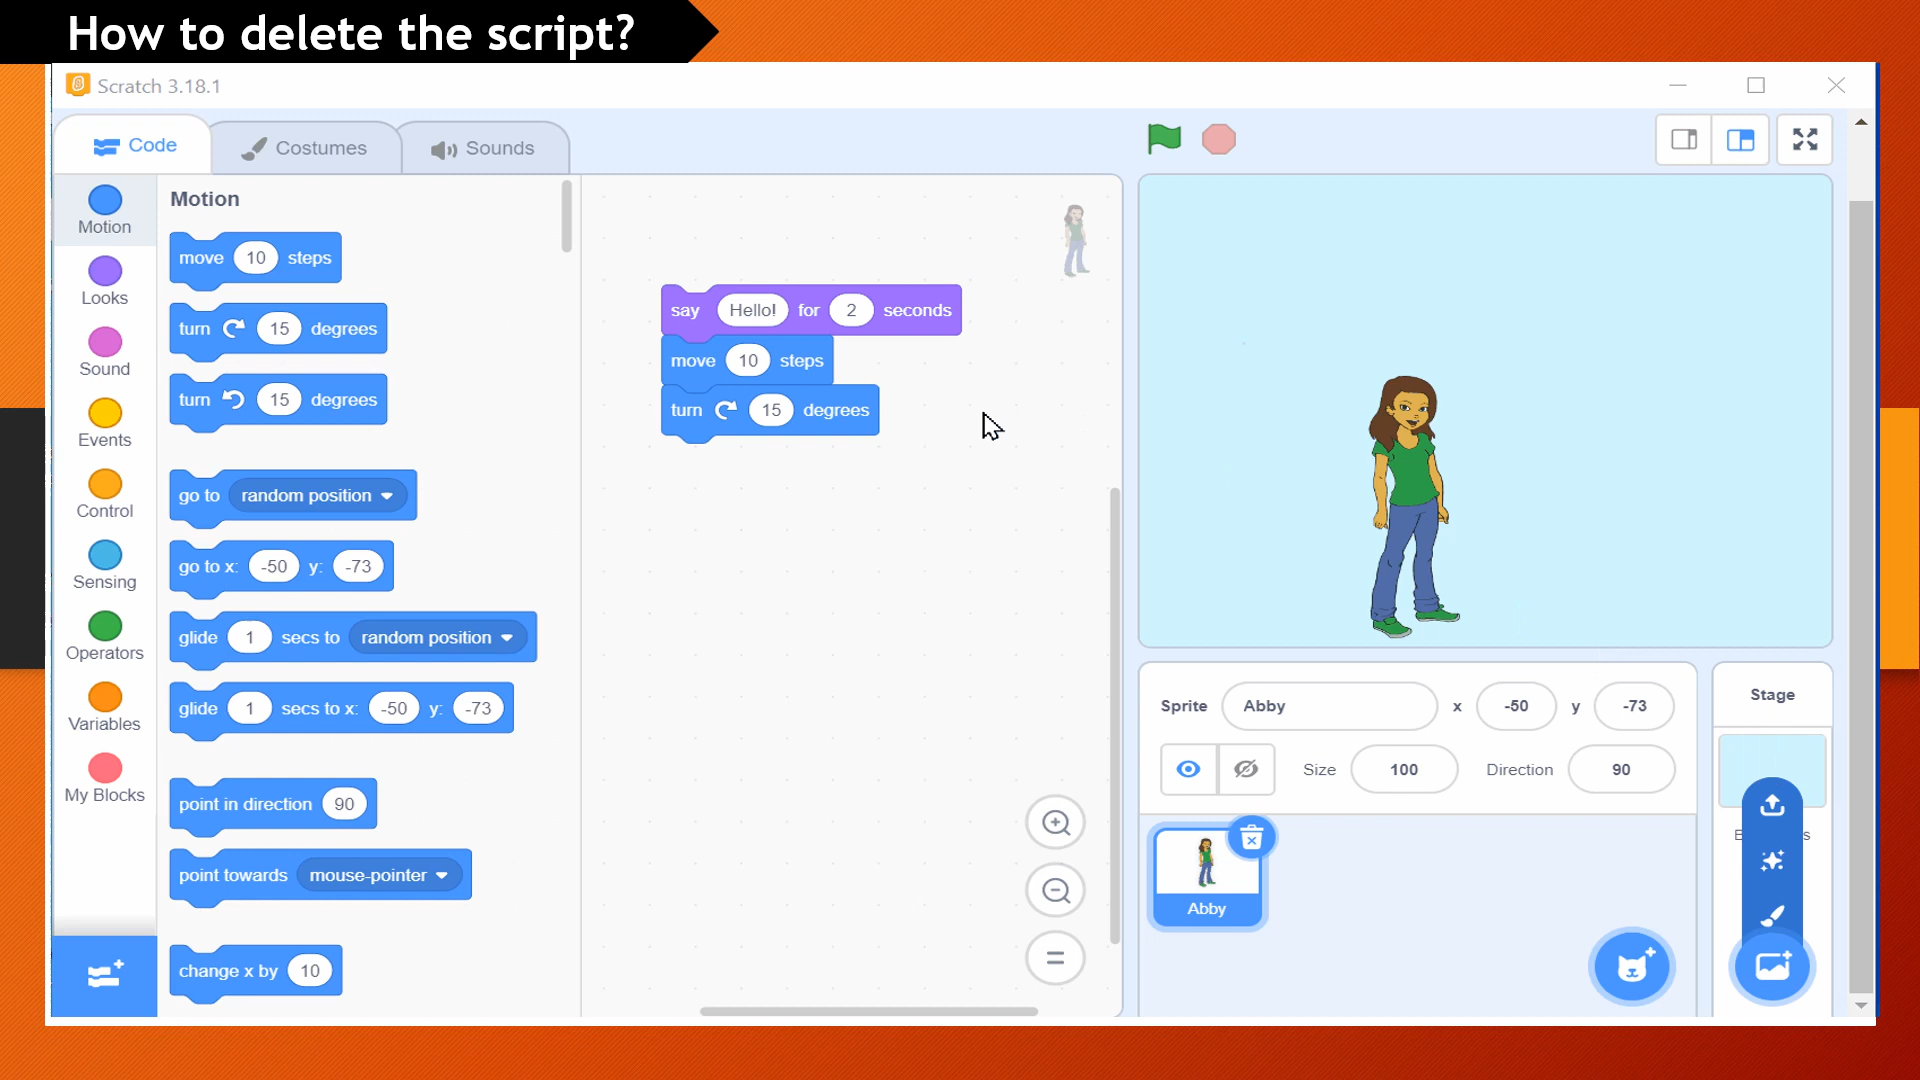 How to delete the script?
Scratch 3.18.1
Code
Costumes
Sounds
Motion
Looks
Sound
Events
Control
Sensing
Operators
Variables
My Blocks
Motion
move 10 steps
turn 15 degrees
turn 15 degrees
go to random position
go to x: -50 y: -73
glide 1 secs to random position
glide 1 secs to x: -50 y: -73
point in direction 90
point towards mouse-pointer
change x by 10
say Hello! for 2 seconds
move 10 steps
turn 15 degrees
Sprite Abby x -50 y -73
Size 100 Direction 90
Abby
Stage